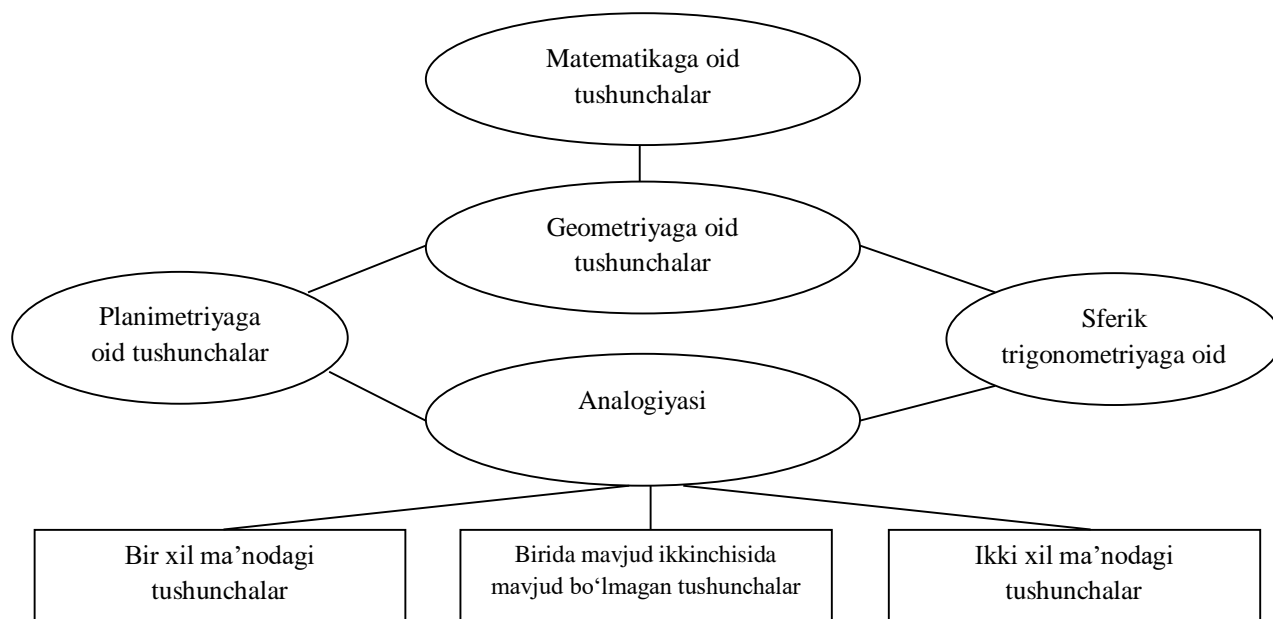 Matematikaga oid
tushunchalar
Geometriyaga oid
tushunchalar
Planimetriyaga
oid tushunchalar
Sferik
trigonometriyaga oid
Analogiyasi
Bir xil ma’nodagi
tushunchalar
Birida mavjud ikkinchisida
mavjud bo‘lmagan tushunchalar
Ikki xil ma’nodagi
tushunchalar